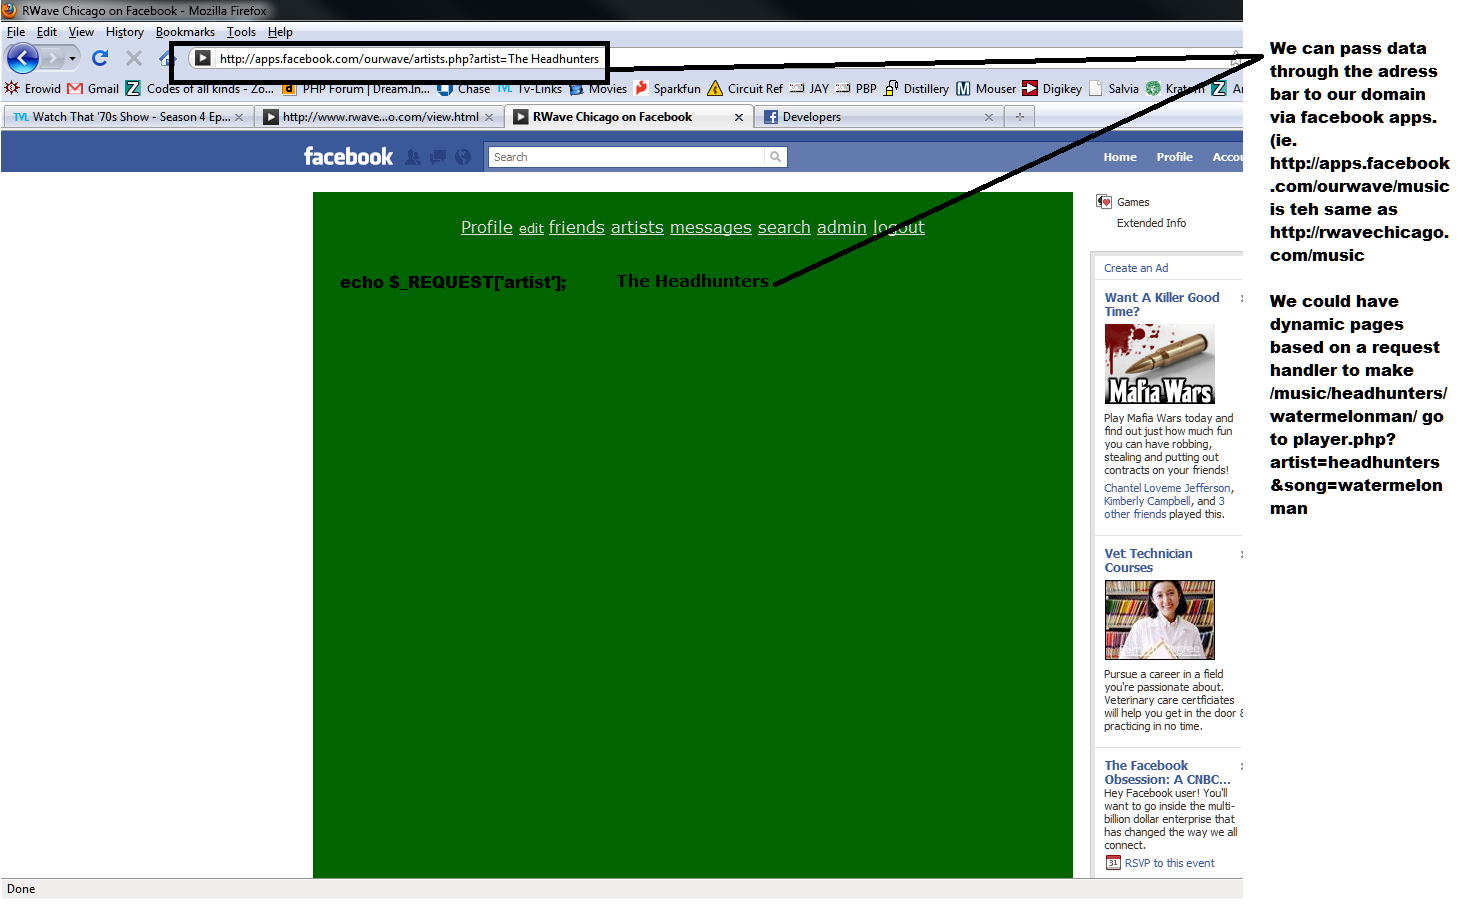 RWave Chicago on Facebook - Mozilla Firefox
File Edit View History Bookmarks Tools Help
http://apps.facebook.com/ourwave/artists.php?artist=The Headhunters
Erowid Gmail Codes of all kinds - Zo... PHP Forum | Dream.In... Chase Tv-Links Movies Sparkfun Circuit Ref JAY PBP Distillery Mouser Digikey Salvia Kratom
Watch That '70s Show - Season 4 Ep... http://www.rwave...o.com/view.html RWave Chicago on Facebook Developers
facebook Search Home Profile Accou
Profile edit friends artists messages search admin logout
echo $_REQUEST['artist']; The Headhunters
Games
Extended Info
Create an Ad
Want A Killer Good
Time?
Mafia Wars
Play Mafia Wars today and
find out just how much fun
you can have robbing,
stealing and putting out
contracts on your friends!
Chantel Loveme Jefferson,
Kimberly Campbell, and 3
other friends played this.
Vet Technician
Courses
Pursue a career in a field
you're passionate about.
Veterinary care certficiates
will help you get in the door &
practicing in no time.
The Facebook
Obsession: A CNBC...
Hey Facebook user! You'll
want to go inside the multi-
billion dollar enterprise that
has changed the way we all
connect.
31 RSVP to this event
Done
We can pass data
through the adress
bar to our domain
via facebook apps.
(ie.
http://apps.facebook
.com/ourwave/music
is teh same as
http://rwavechicago.
com/music
We could have
dynamic pages
based on a request
handler to make
/music/headhunters/
watermelonman/ go
to player.php?
artist=headhunters
&song=watermelon
man